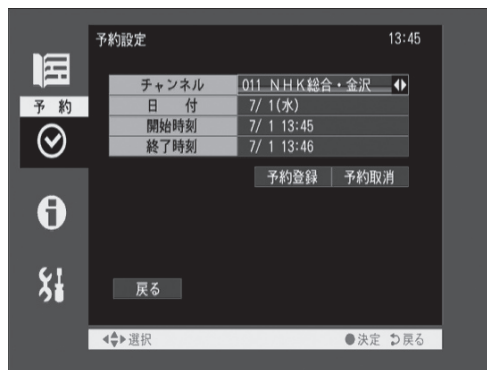 予約設定 13:45
予 約
チャンネル 011 NHK総合・金沢
日 付 7/ 1(水)
開始時刻 7/ 1 13:45
終了時刻 7/ 1 13:46
予約登録 予約取消
戻る
選択 ●決定 戻る